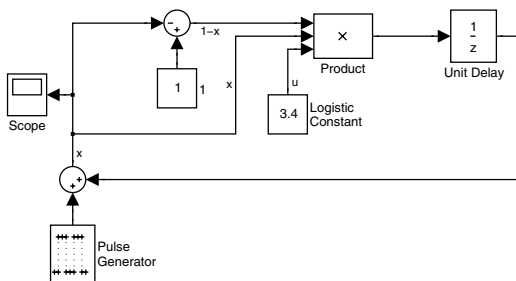 -
+
1–x
1
1
×
Product
1
z
Unit Delay
x
u
3.4
Logistic
Constant
Scope
x
+
+
Pulse
Generator